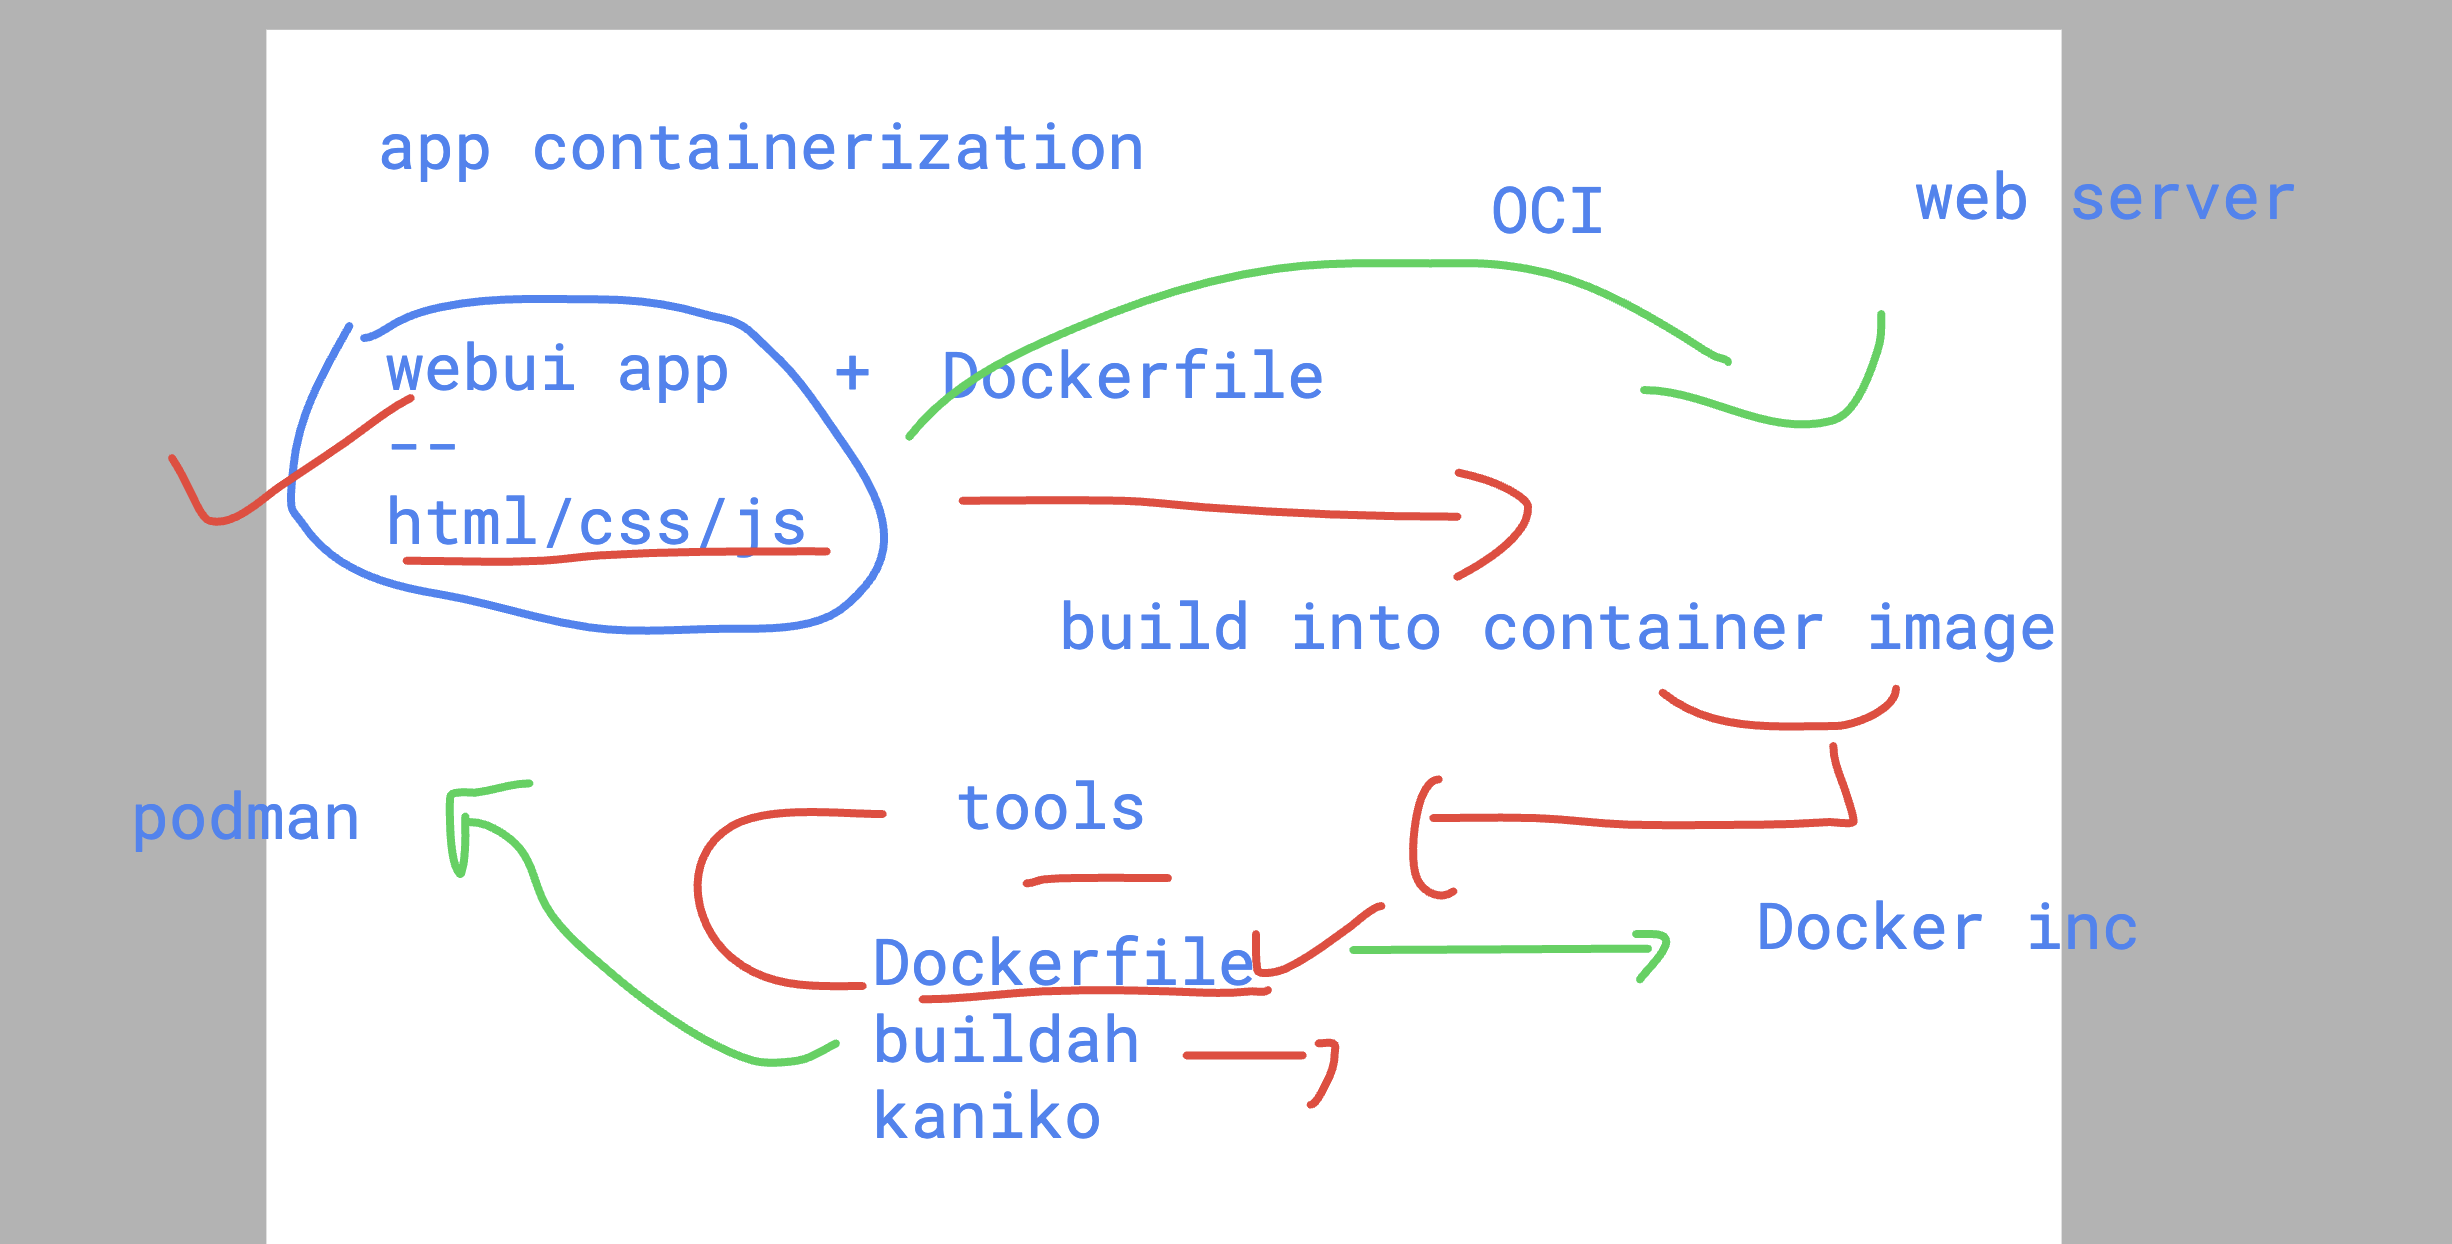 app containerization
OCI
web server
webui app + Dockerfile
--
html/css/js
build into container image
podman
tools
Docker inc
Dockerfile
buildah
kaniko